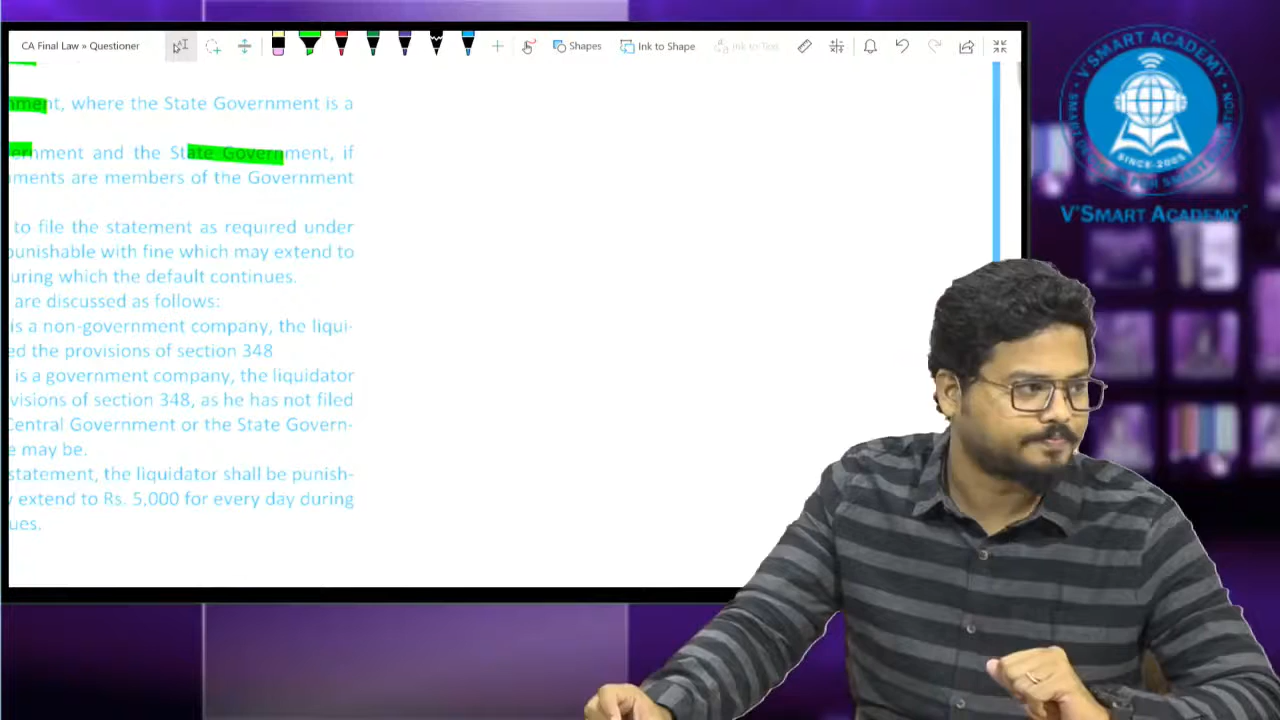 CA Final Law » Questioner
Shapes
Ink to Shape
Ink to Text
nment, where the State Government is a
ernment and the State Government, if
nments are members of the Government
to file the statement as required under
punishable with fine which may extend to
uring which the default continues.
are discussed as follows:
is a non-government company, the liqui-
ed the provisions of section 348
is a government company, the liquidator
visions of section 348, as he has not filed
Central Government or the State Govern-
e may be.
statement, the liquidator shall be punish-
y extend to Rs. 5,000 for every day during
ues.
V'SMART ACADEMY
SINCE-2005
V'SMART ACADEMY